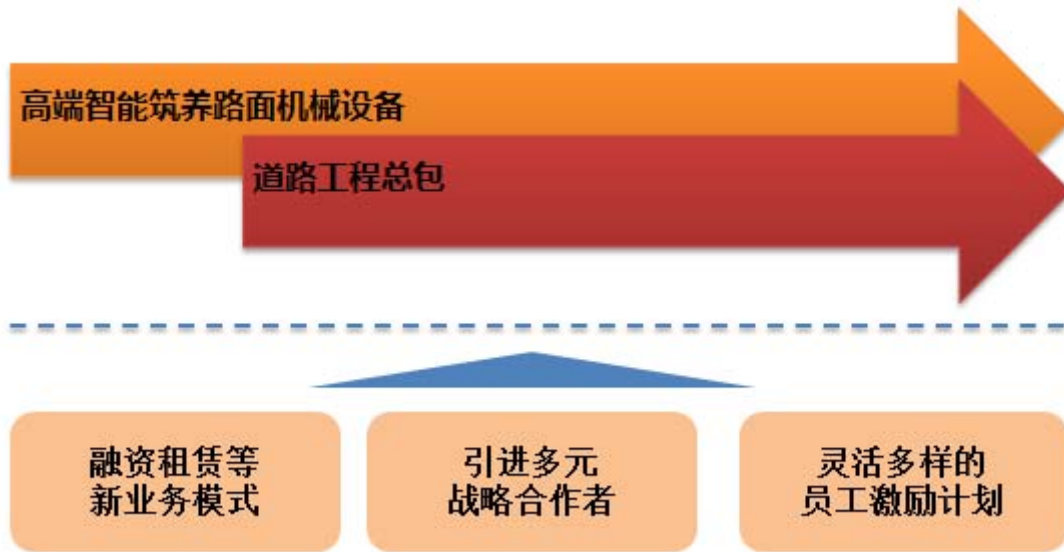 高端智能筑养路面机械设备
道路工程总包
融资租赁等
新业务模式
引进多元
战略合作者
灵活多样的
员工激励计划